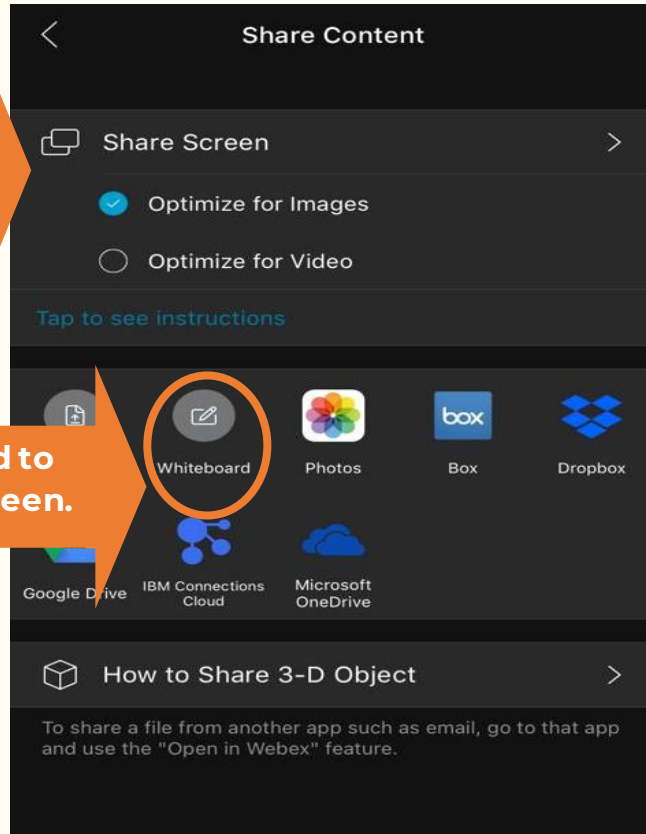 Share Content
Share Screen
Optimize for Images
Optimize for Video
Tap to see instructions
Whiteboard
Photos
box
Box
Dropbox
d to
een.
Google Drive
IBM Connections
Cloud
Microsoft
OneDrive
How to Share 3-D Object
To share a file from another app such as email, go to that app
and use the "Open in Webex" feature.